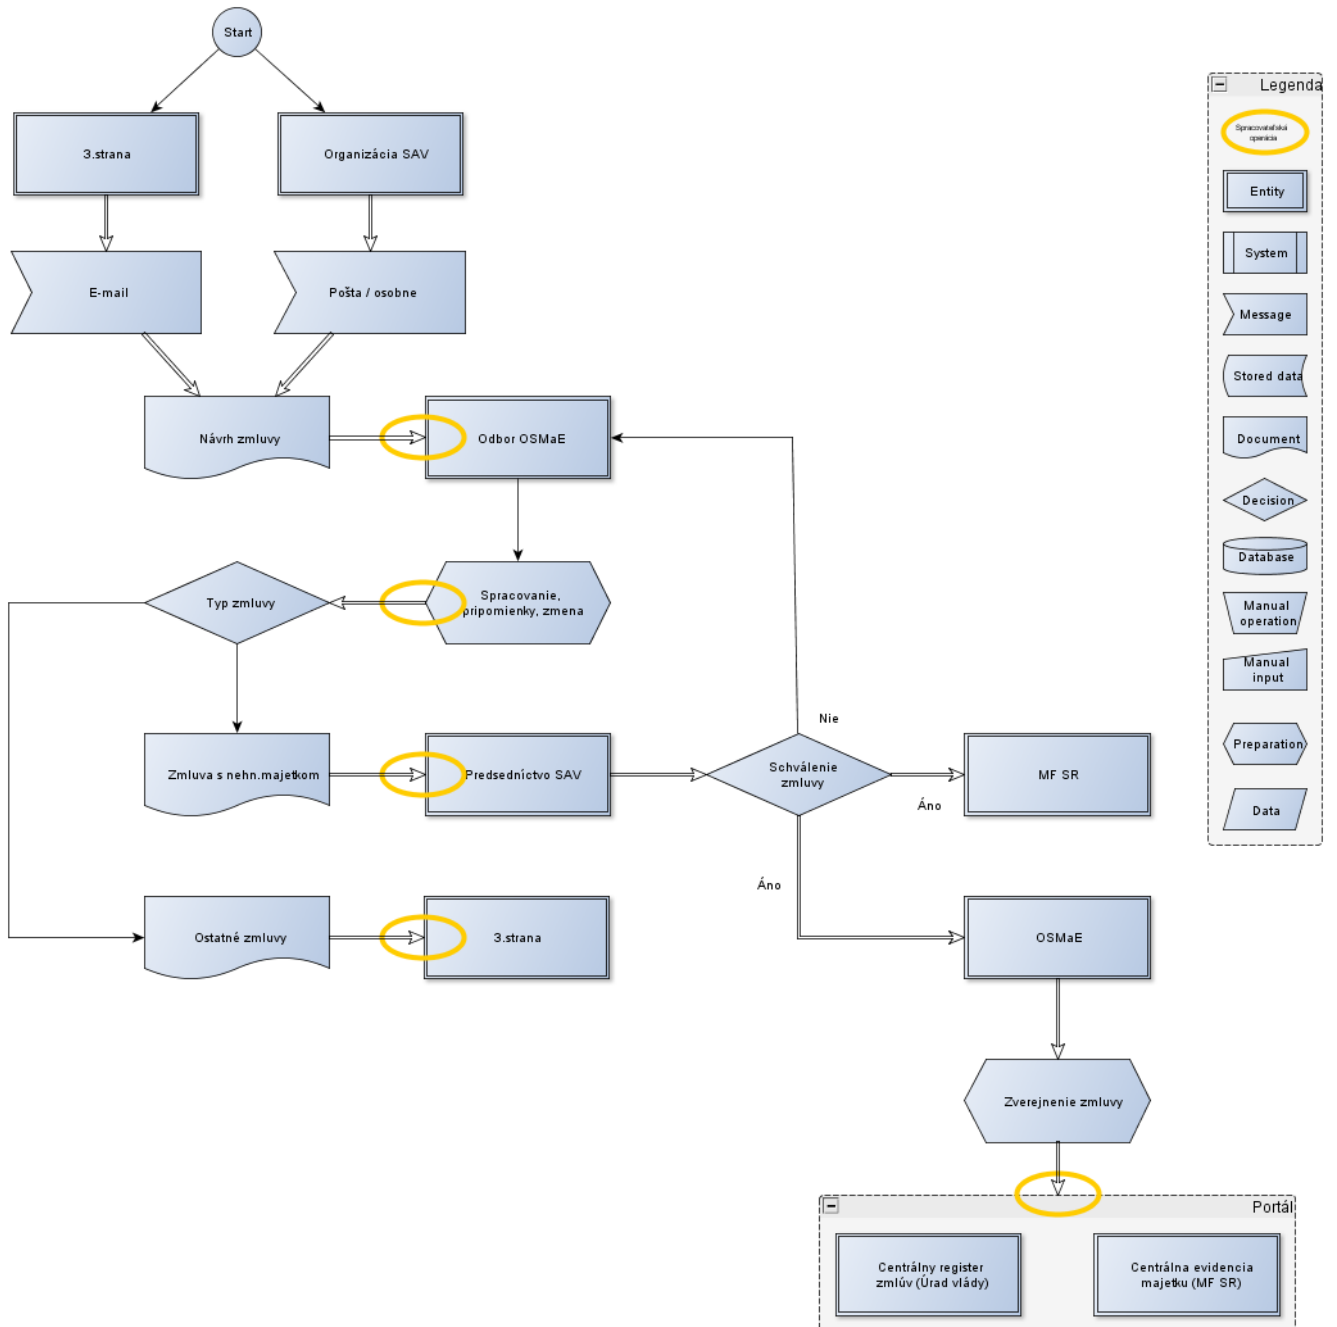 Start
3.strana
Organizácia SAV
E-mail
Pošta / osobne
Návrh zmluvy
Odbor OSMaE
Typ zmluvy
Spracovanie,
pripomienky, zmena
Zmluva s nehn.majetkom
Predsedníctvo SAV
Schválenie
zmluvy
Nie
MF SR
Áno
Áno
Ostatné zmluvy
3.strana
OSMaE
Zverejnenie zmluvy
Portál
Centrálny register
zmlúv (Úrad vlády)
Centrálna evidencia
majetku (MF SR)
Legenda
Spracovateľská
operácia
Entity
System
Message
Stored data
Document
Decision
Database
Manual
operation
Manual
input
Preparation
Data